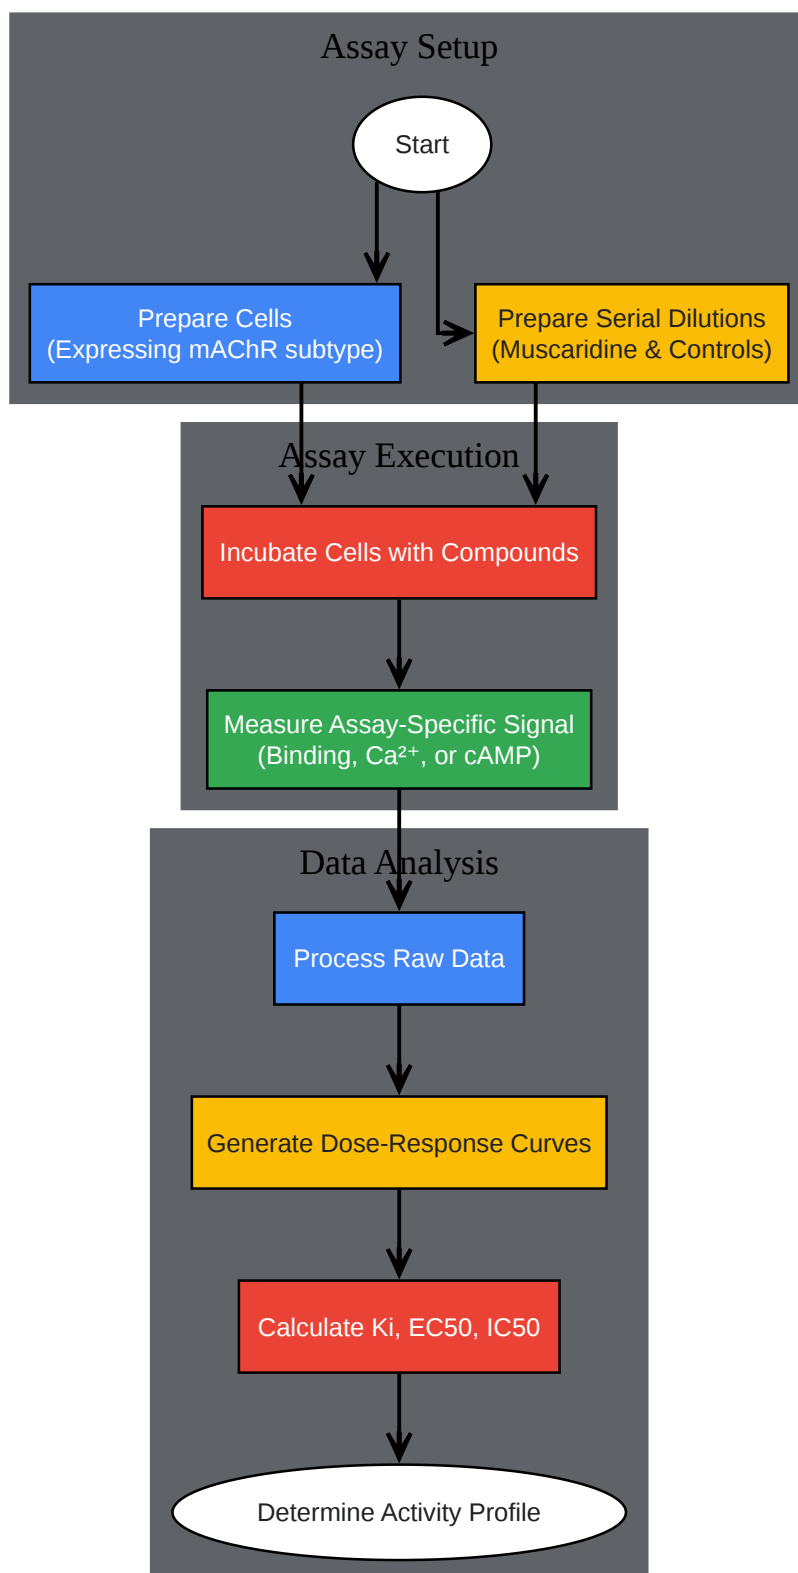 Assay Setup
Start
Prepare Cells
(Expressing mAChR subtype)
Prepare Serial Dilutions
(Muscaridine & Controls)
Assay Execution
Incubate Cells with Compounds
Measure Assay-Specific Signal
(Binding, Ca²⁺, or cAMP)
Data Analysis
Process Raw Data
Generate Dose-Response Curves
Calculate Ki, EC50, IC50
Determine Activity Profile